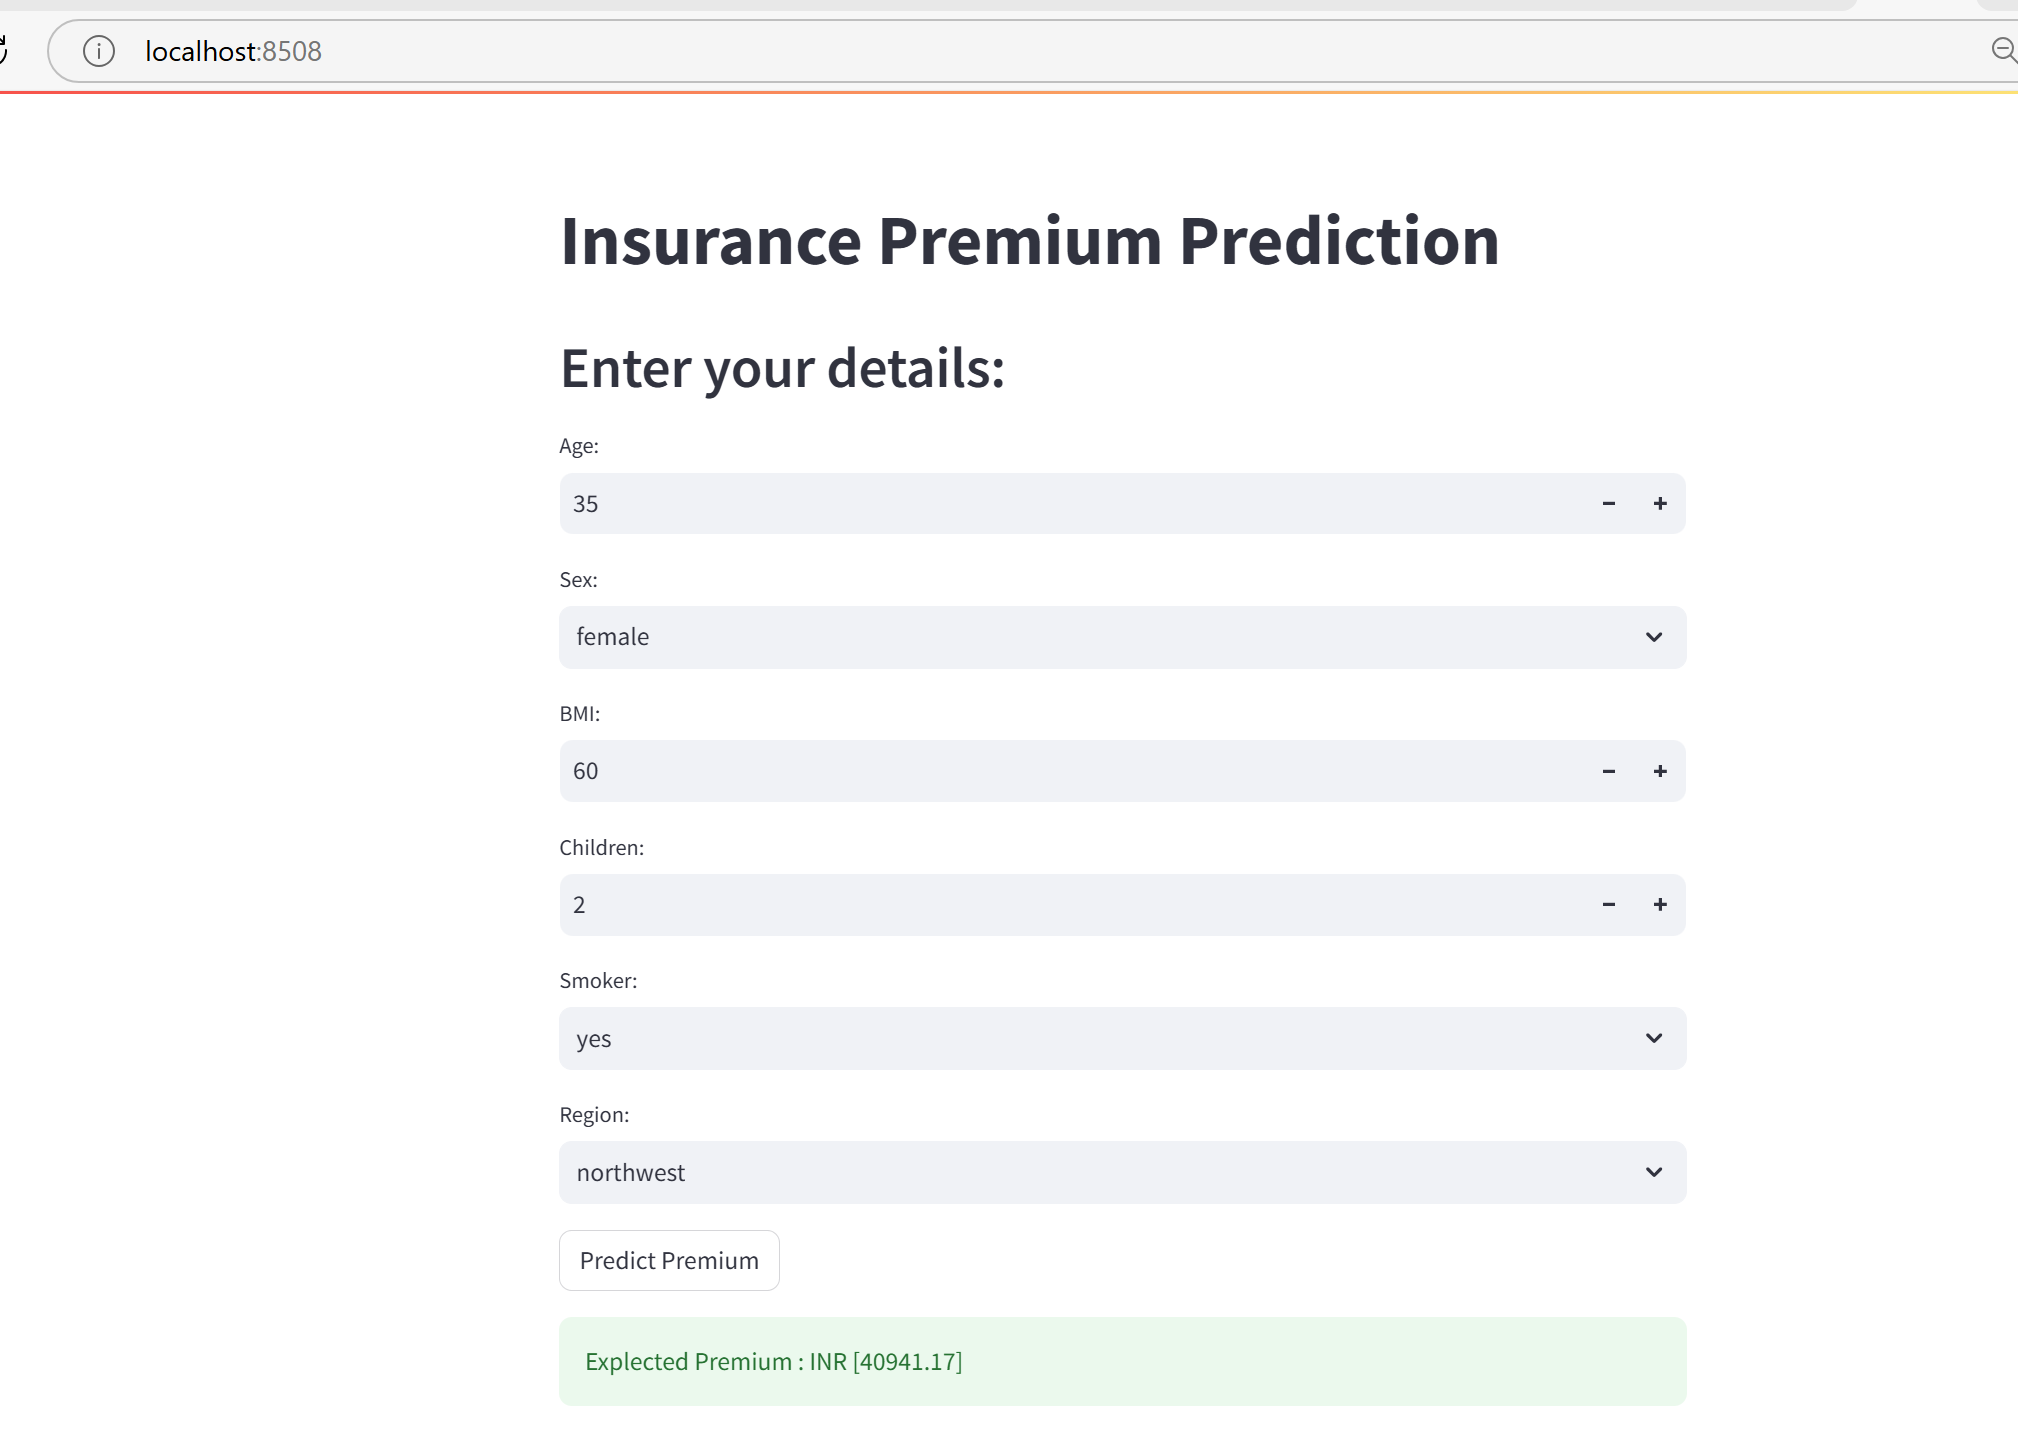 localhost:8508
Insurance Premium Prediction
Enter your details:
Age:
35
Sex:
female
BMI:
60
Children:
2
Smoker:
yes
Region:
northwest
Predict Premium
Explected Premium : INR [40941.17]